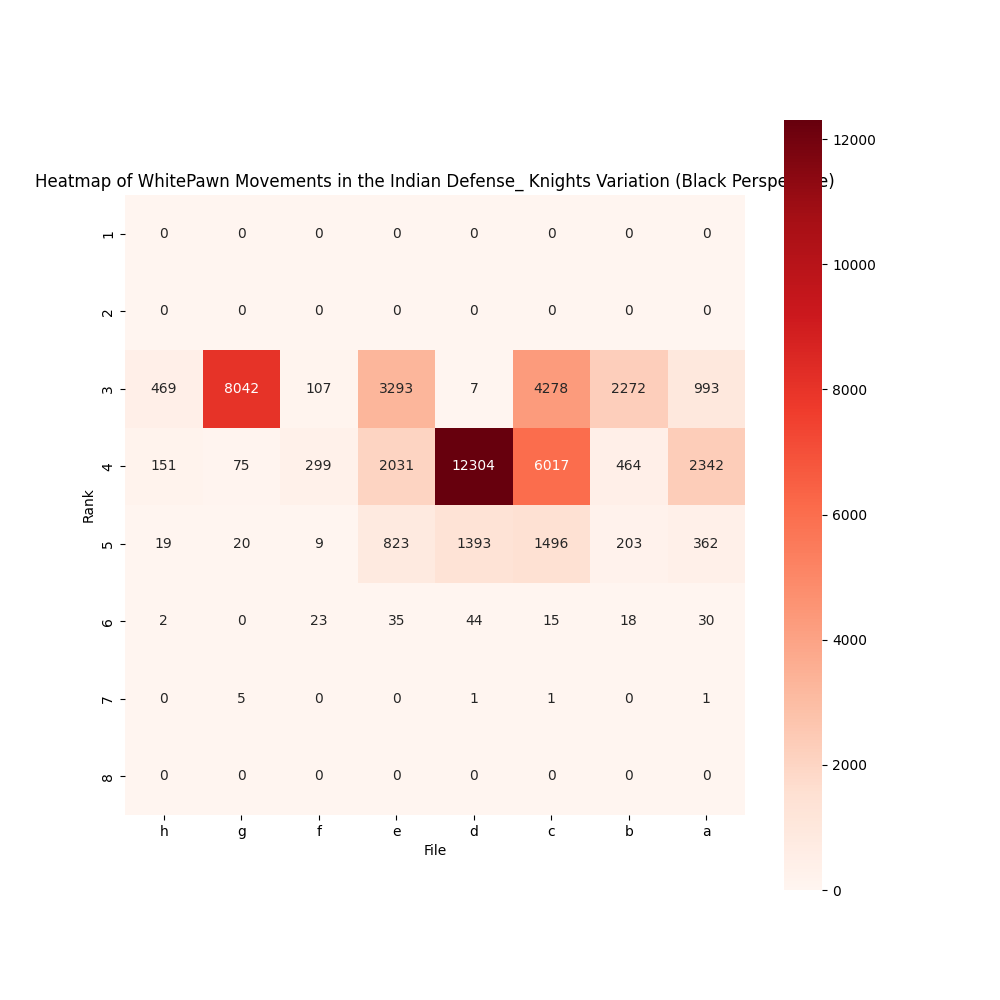 Heatmap of WhitePawn Movements in the Indian Defense_ Knights Variation (Black Perspe e)
12000
10000
8000
6000
4000
2000
0
Rank
1 0 0 0 0 0 0 0 0
2 0 0 0 0 0 0 0 0
3 469 8042 107 3293 7 4278 2272 993
4 151 75 299 2031 12304 6017 464 2342
5 19 20 9 823 1393 1496 203 362
6 2 0 23 35 44 15 18 30
7 0 5 0 0 1 1 0 1
8 0 0 0 0 0 0 0 0
h g f e d c b a
File